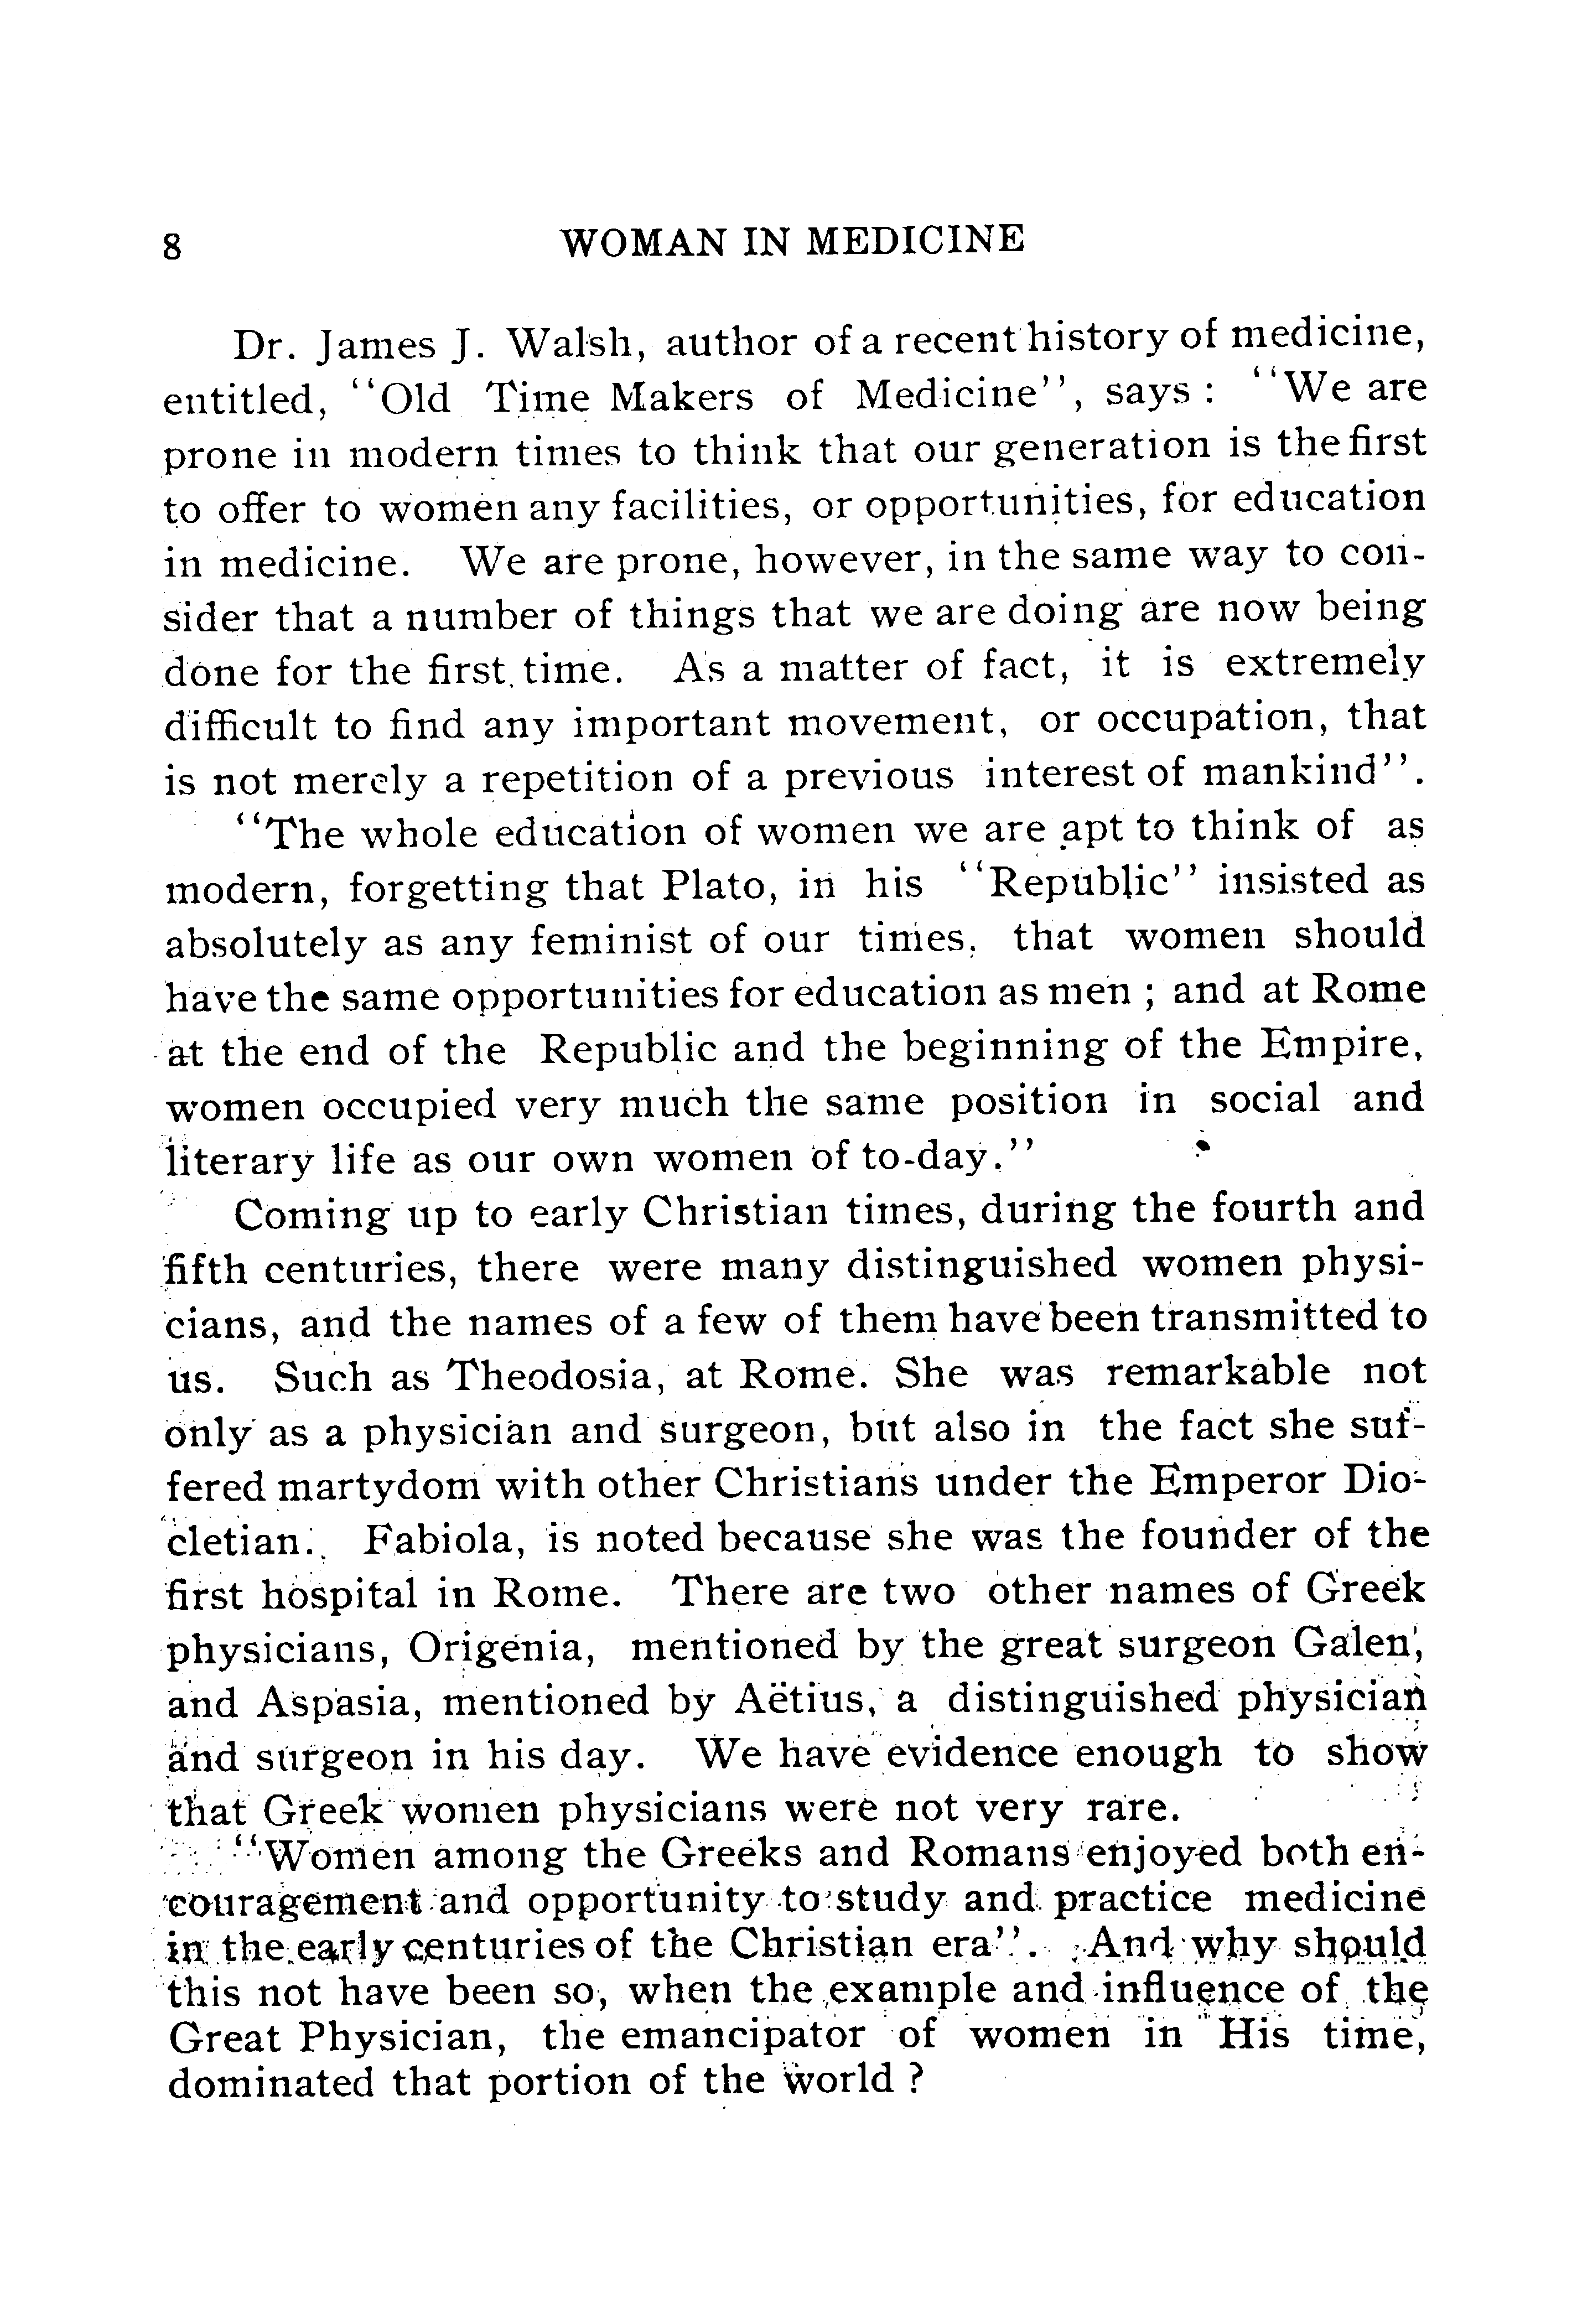 8 WOMAN IN MEDICINE
Dr. James J. Walsh, author of a recent history of medicine,
entitled, "Old Time Makers of Medicine", says : "We are
prone in modern times to think that our generation is the first
to offer to women any facilities, or opportunities, for education
in medicine. We are prone, however, in the same way to con-
sider that a number of things that we are doing are now being
done for the first time. As a matter of fact, it is extremely
difficult to find any important movement, or occupation, that
is not merely a repetition of a previous interest of mankind".
"The whole education of women we are apt to think of as
modern, forgetting that Plato, in his "Republic" insisted as
absolutely as any feminist of our times, that women should
have the same opportunities for education as men ; and at Rome
at the end of the Republic and the beginning of the Empire,
women occupied very much the same position in social and
literary life as our own women of to-day."
Coming up to early Christian times, during the fourth and
fifth centuries, there were many distinguished women physi-
cians, and the names of a few of them have been transmitted to
us. Such as Theodosia, at Rome. She was remarkable not
only as a physician and surgeon, but also in the fact she suf-
fered martydom with other Christians under the Emperor Dio-
cletian. Fabiola, is noted because she was the founder of the
first hospital in Rome. There are two other names of Greek
physicians, Origenia, mentioned by the great surgeon Galen,
and Aspasia, mentioned by Aëtius, a distinguished physician
and surgeon in his day. We have evidence enough to show
that Greek women physicians were not very rare.
"Women among the Greeks and Romans enjoyed both en-
couragement and opportunity to study and practice medicine
in the early centuries of the Christian era". And why should
this not have been so, when the example and influence of the
Great Physician, the emancipator of women in His time,
dominated that portion of the world ?